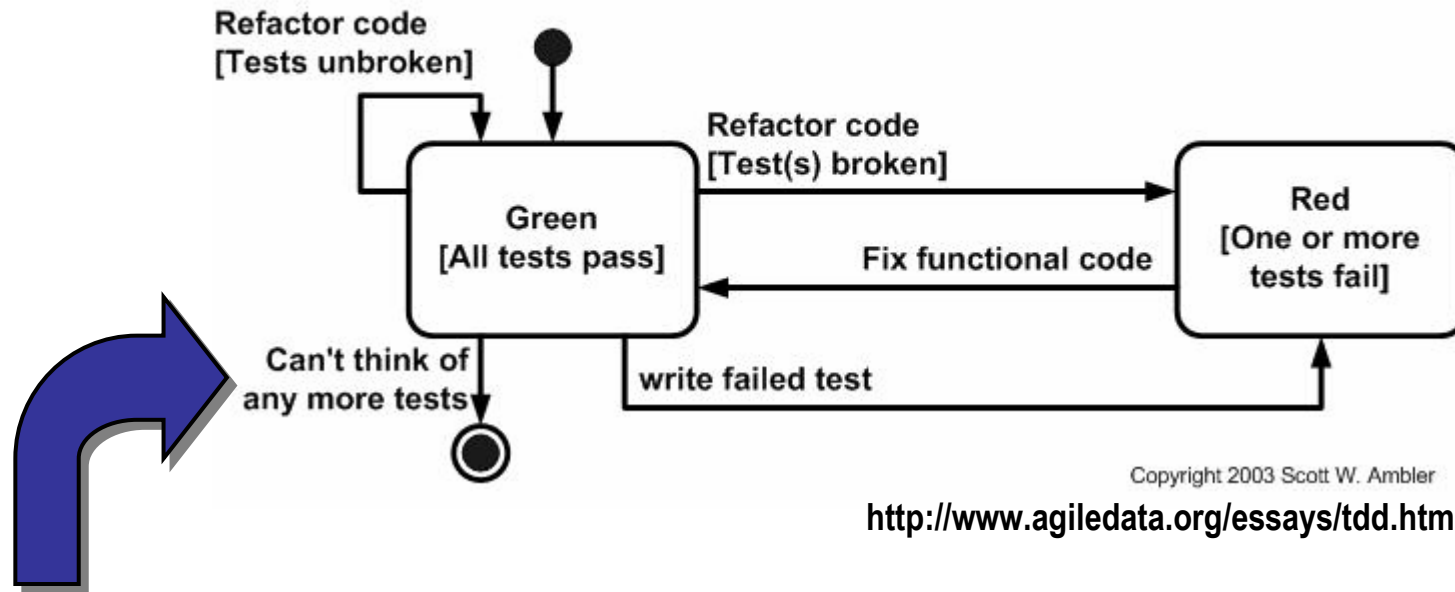 Refactor code
[Tests unbroken]
Refactor code
[Test(s) broken]
Green
[All tests pass]
Red
[One or more
tests fail]
Fix functional code
Can't think of
any more tests
write failed test
Copyright 2003 Scott W. Ambler
http://www.agiledata.org/essays/tdd.htm